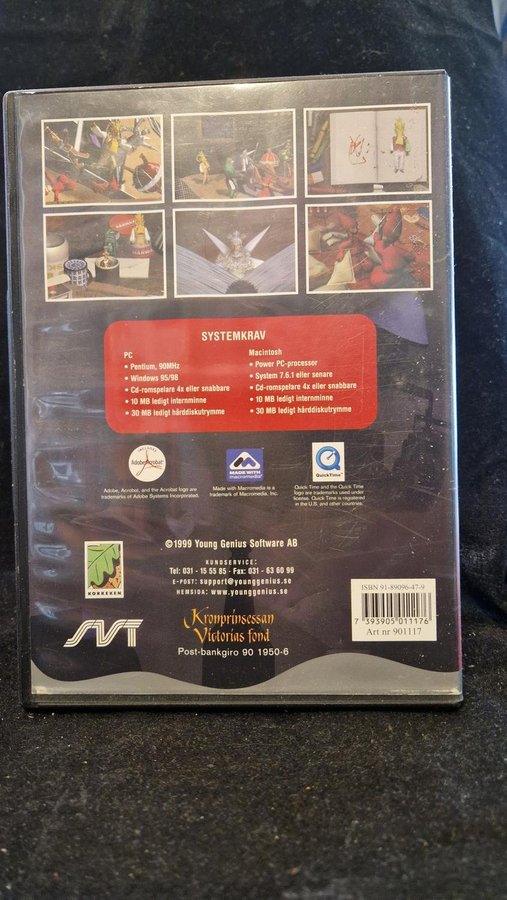 SYSTEMKRAV
PC
• Pentium, 90MHz
• Windows 95/98
• Cd-romspelare 4x eller snabbare
• 10 MB ledigt internminne
• 30 MB ledigt hårddiskutrymme
Macintosh
• Power PC-processor
• System 7.6.1 eller senare
• Cd-romspelare 4x eller snabbare
• 10 MB ledigt internminne
• 30 MB ledigt hårddiskutrymme
INCLUDES
Adobe Acrobat
Adobe, Acrobat, and the Acrobat logo are
trademarks of Adobe Systems Incorporated.
MADE WITH
macromedia
Made with Macromedia is a
trademark of Macromedia, Inc.
QuickTime
Quick Time and the Quick Time
logo are trademarks used under
license. Quick Time is registered
in the U.S. and other countries.
©1999 Young Genius Software AB
KUNDSERVICE:
Tel: 031 - 15 55 85 - Fax: 031 - 63 60 99
E-POST: support@younggenius.se
HEMSIDA: www.younggenius.se
KORKEKEN
SVT
Kronprinsessan
Victorias fond
Post-bankgiro 90 1950-6
ISBN 91-89096-47-9
7 393905 011176
Art nr 901117